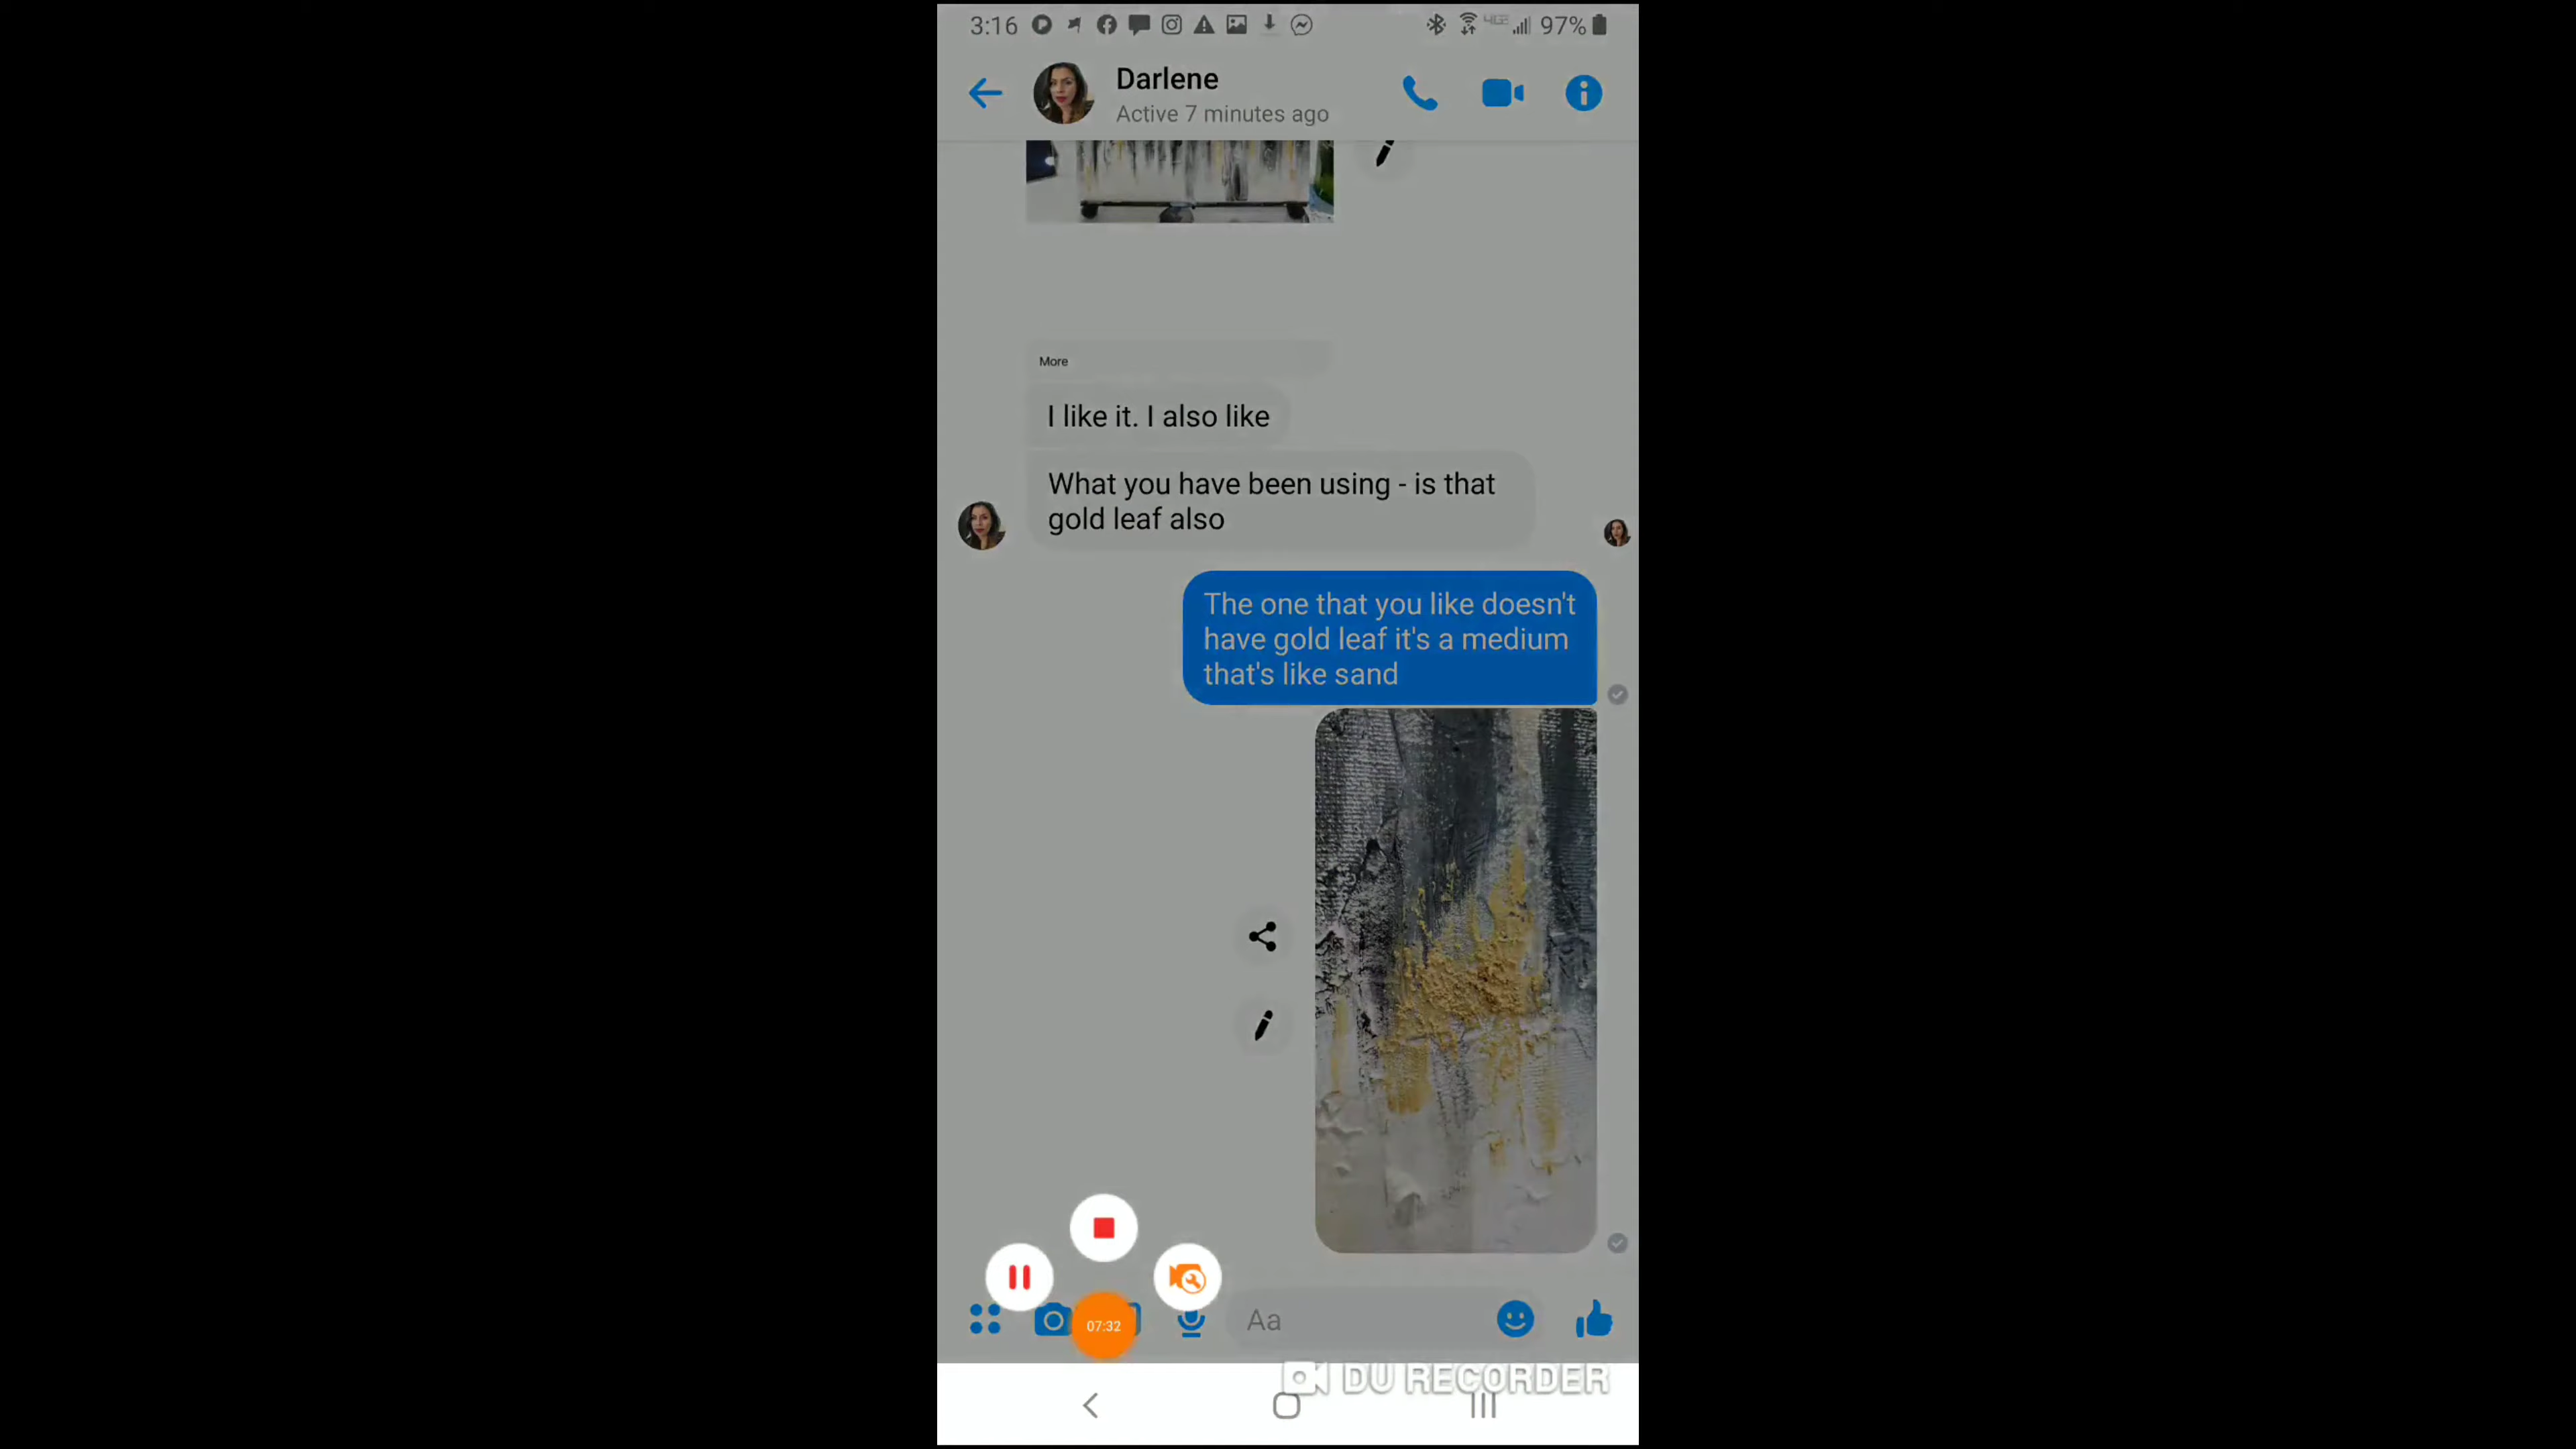 3:16
4GE
97%
Darlene
Active 7 minutes ago
More
I like it. I also like
What you have been using - is that
gold leaf also
The one that you like doesn't
have gold leaf it's a medium
that's like sand
07:32
Aa
DU RECORDER